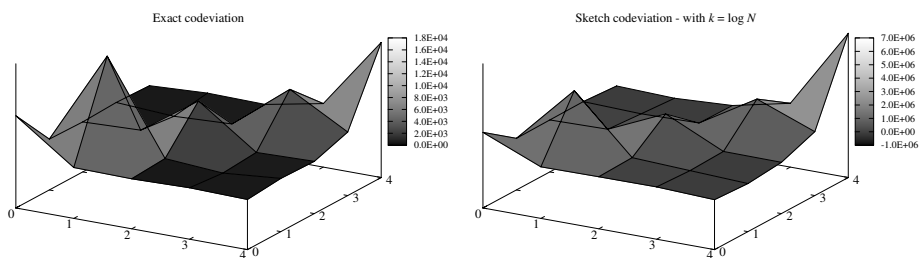 Exact codeviation
1.8E+04
1.6E+04
1.4E+04
1.2E+04
1.0E+04
8.0E+03
6.0E+03
4.0E+03
2.0E+03
0.0E+00
0
1
2
3
4
0
1
2
3
4
Sketch codeviation - with k = log N
7.0E+06
6.0E+06
5.0E+06
4.0E+06
3.0E+06
2.0E+06
1.0E+06
0.0E+00
-1.0E+06
0
1
2
3
4
0
1
2
3
4